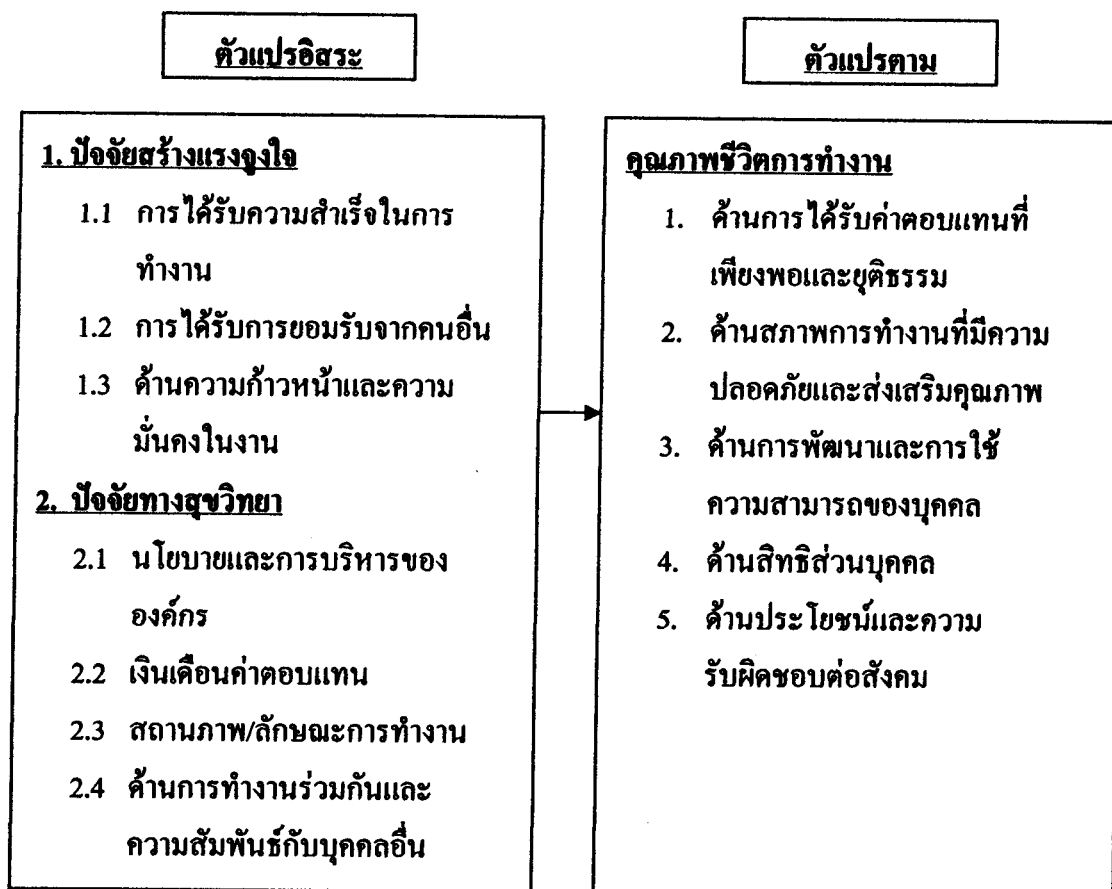 ตัวแปรอิสระ
ตัวแปรตาม
1. ปัจจัยสร้างแรงจูงใจ
1.1 การได้รับความสำเร็จในการ
ทำงาน
1.2 การได้รับการยอมรับจากคนอื่น
1.3 ด้านความก้าวหน้าและความ
มั่นคงในงาน
2. ปัจจัยทางสุขวิทยา
2.1 นโยบายและการบริหารของ
องค์กร
2.2 เงินเดือนค่าตอบแทน
2.3 สถานภาพ/ลักษณะการทำงาน
2.4 ด้านการทำงานร่วมกันและ
ความสัมพันธ์กับบุคคลอื่น
คุณภาพชีวิตการทำงาน
1. ด้านการได้รับค่าตอบแทนที่
เพียงพอและยุติธรรม
2. ด้านสภาพการทำงานที่มีความ
ปลอดภัยและส่งเสริมคุณภาพ
3. ด้านการพัฒนาและการใช้
ความสามารถของบุคคล
4. ด้านสิทธิส่วนบุคคล
5. ด้านประโยชน์และความ
รับผิดชอบต่อสังคม